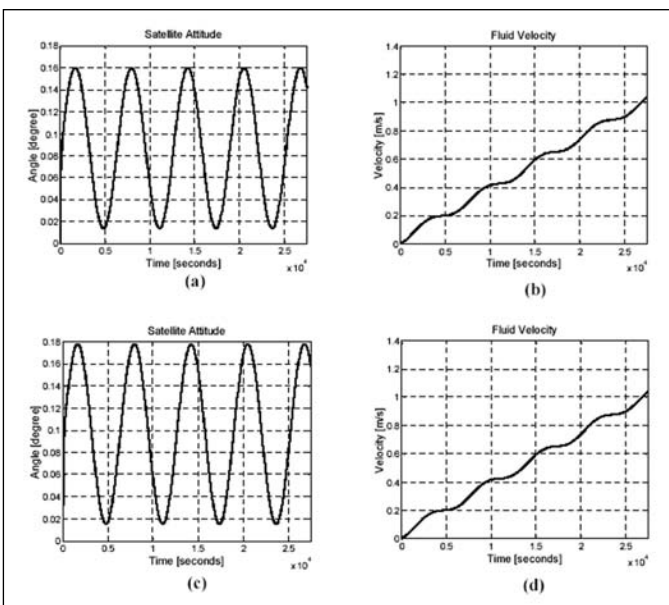 Satellite Attitude
0.18
0.16
0.14
0.12
0.1
0.08
0.06
0.04
0.02
0
Angle [degree]
0 0.5 1 1.5 2 2.5
x10⁴
Time [seconds]
(a)
Fluid Velocity
1.4
1.2
1
0.8
0.6
0.4
0.2
0
Velocity [m/s]
0 0.5 1 1.5 2 2.5
x10⁴
Time [seconds]
(b)
Satellite Attitude
0.18
0.16
0.14
0.12
0.1
0.08
0.06
0.04
0.02
0
Angle [degree]
0 0.5 1 1.5 2 2.5
x10⁴
Time [seconds]
(c)
Fluid Velocity
1.4
1.2
1
0.8
0.6
0.4
0.2
0
Velocity [m/s]
0 0.5 1 1.5 2 2.5
x10⁴
Time [seconds]
(d)